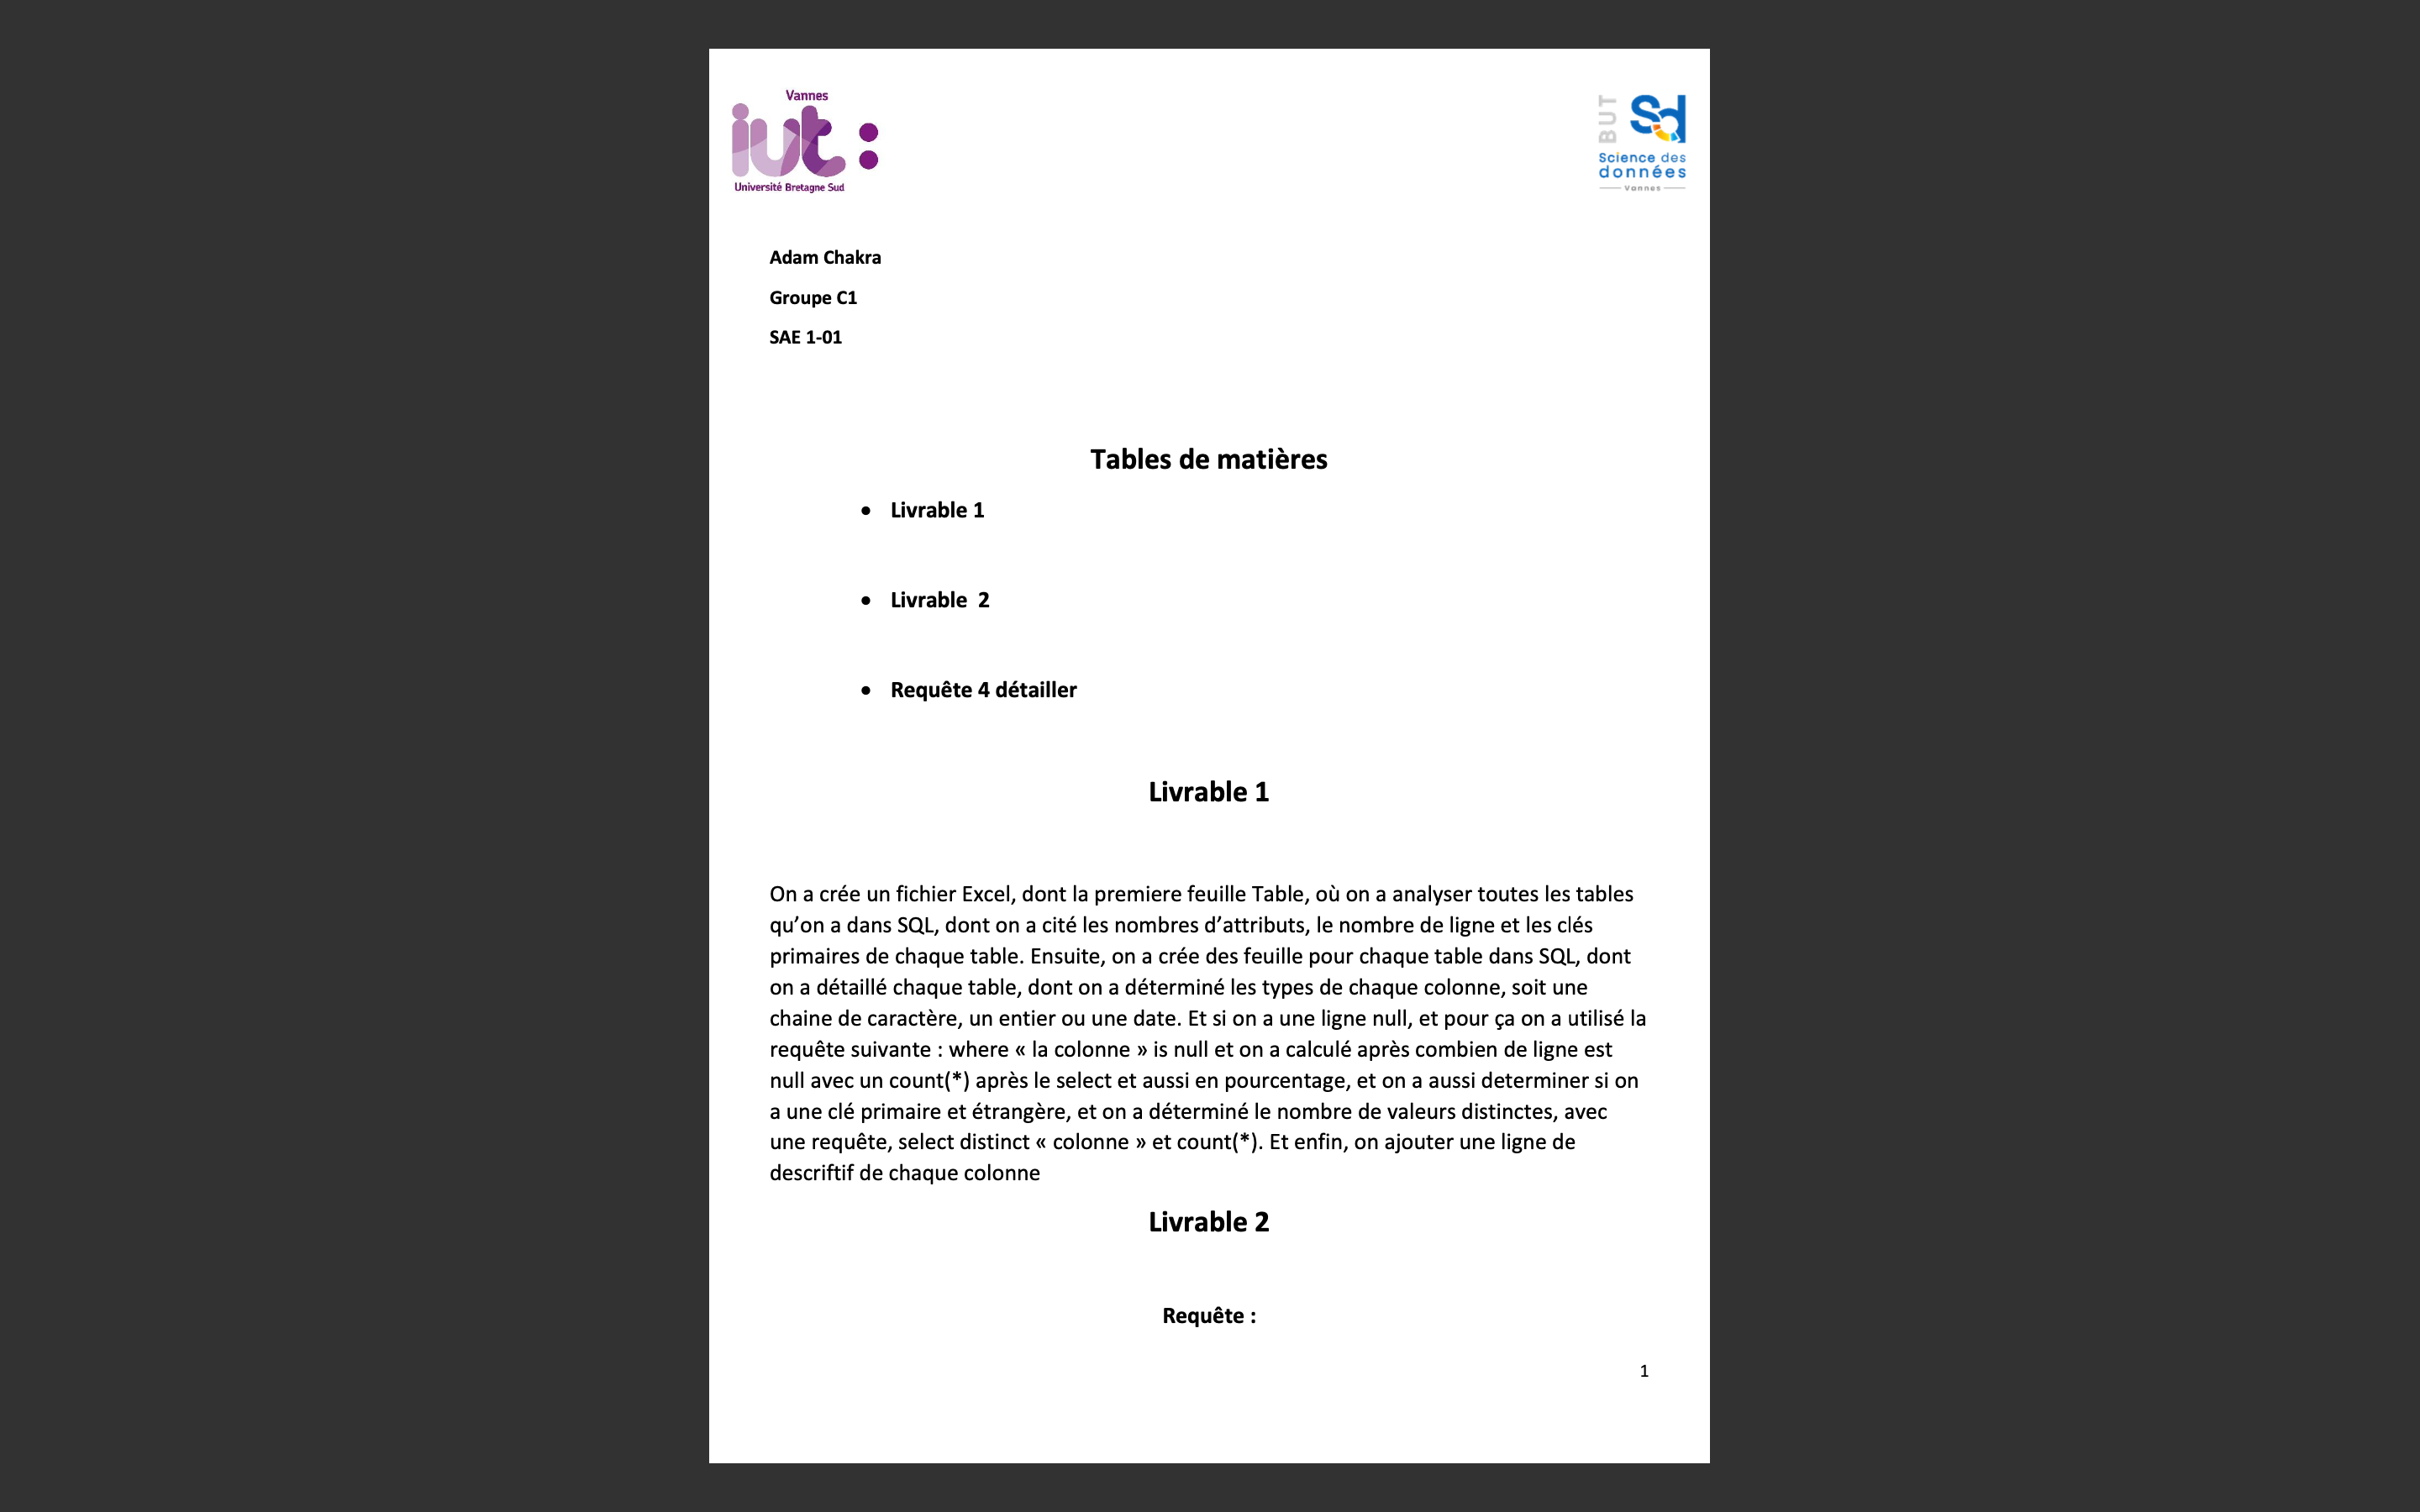 Vannes
iut:
Université Bretagne Sud
BUT
Sd
Science des
données
Vannes
Adam Chakra
Groupe C1
SAE 1-01
Tables de matières
• Livrable 1
• Livrable  2
• Requête 4 détailler
Livrable 1
On a crée un fichier Excel, dont la premiere feuille Table, où on a analyser toutes les tables
qu’on a dans SQL, dont on a cité les nombres d’attributs, le nombre de ligne et les clés
primaires de chaque table. Ensuite, on a crée des feuille pour chaque table dans SQL, dont
on a détaillé chaque table, dont on a déterminé les types de chaque colonne, soit une
chaine de caractère, un entier ou une date. Et si on a une ligne null, et pour ça on a utilisé la
requête suivante : where « la colonne » is null et on a calculé après combien de ligne est
null avec un count(*) après le select et aussi en pourcentage, et on a aussi determiner si on
a une clé primaire et étrangère, et on a déterminé le nombre de valeurs distinctes, avec
une requête, select distinct « colonne » et count(*). Et enfin, on ajouter une ligne de
descriftif de chaque colonne
Livrable 2
Requête :
1